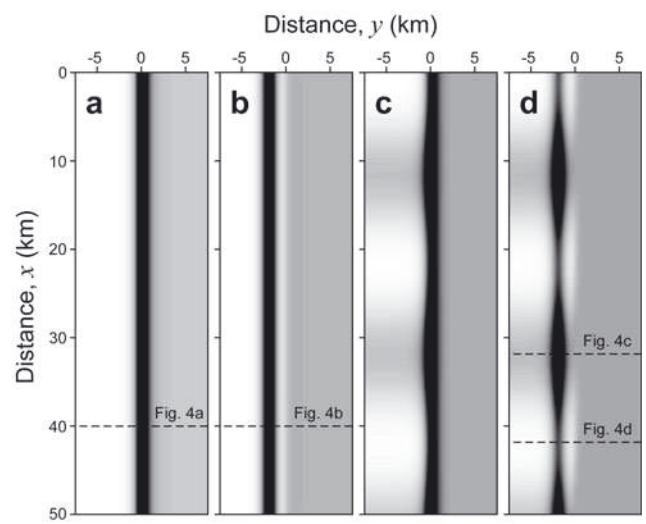 Distance, y (km)
-5 0 5 -5 0 5 -5 0 5 -5 0 5
a b c d
Distance, x (km)
0
10
20
30
40
50
Fig. 4a
Fig. 4b
Fig. 4c
Fig. 4d